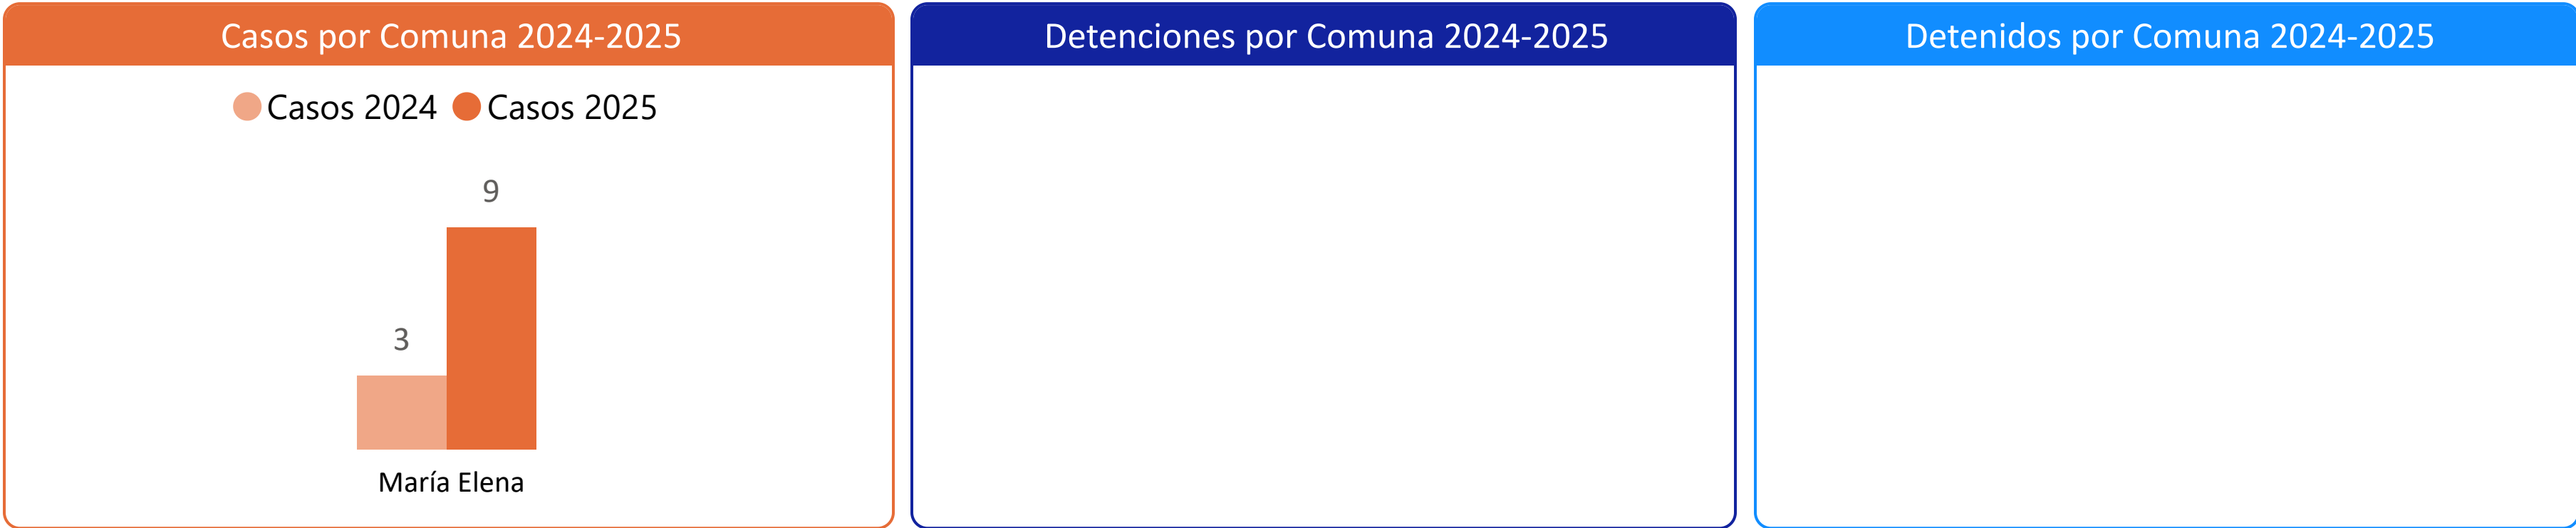 Casos por Comuna 2024-2025
Casos 2024 Casos 2025
9
3
María Elena
Detenciones por Comuna 2024-2025
Detenidos por Comuna 2024-2025